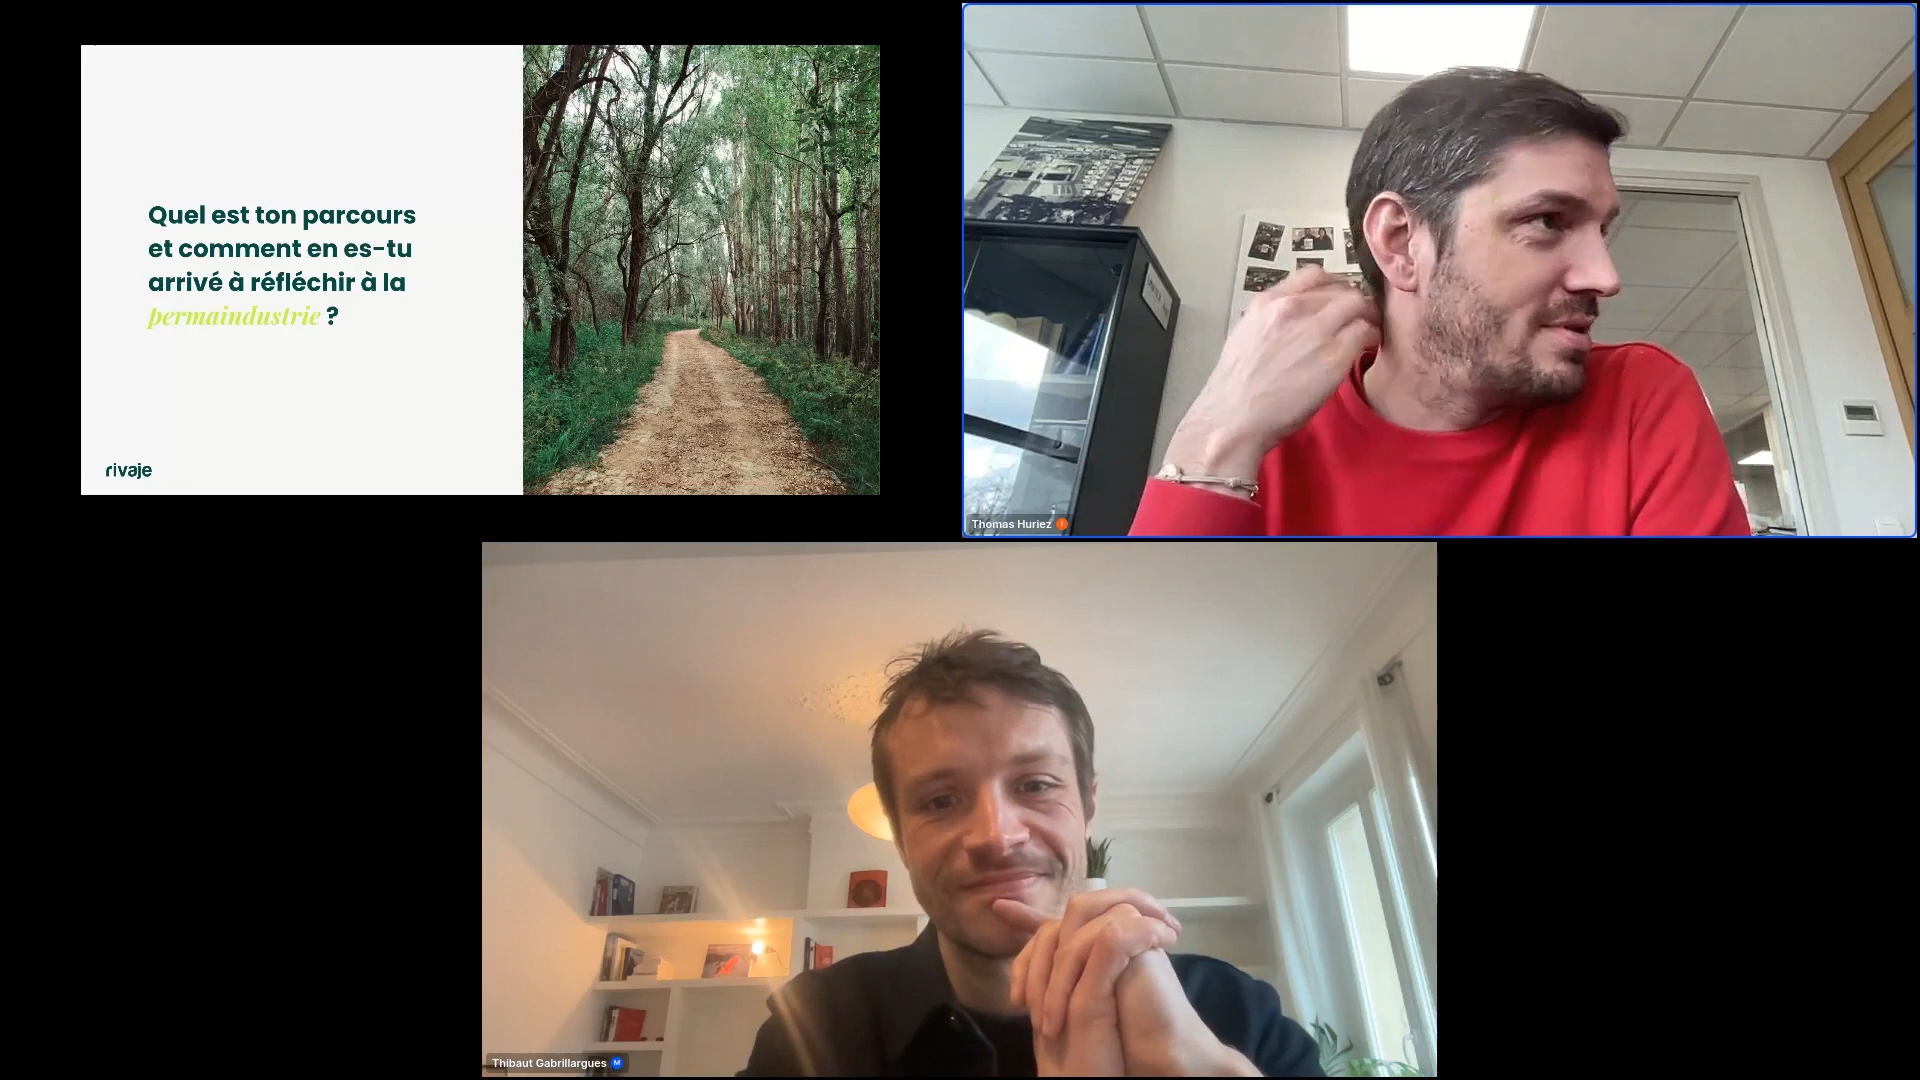 Quel est ton parcours
et comment en es-tu
arrivé à réfléchir à la
permaindustrie ?
rivaje
Thomas Huriez
Thibaut Gabrillargues M